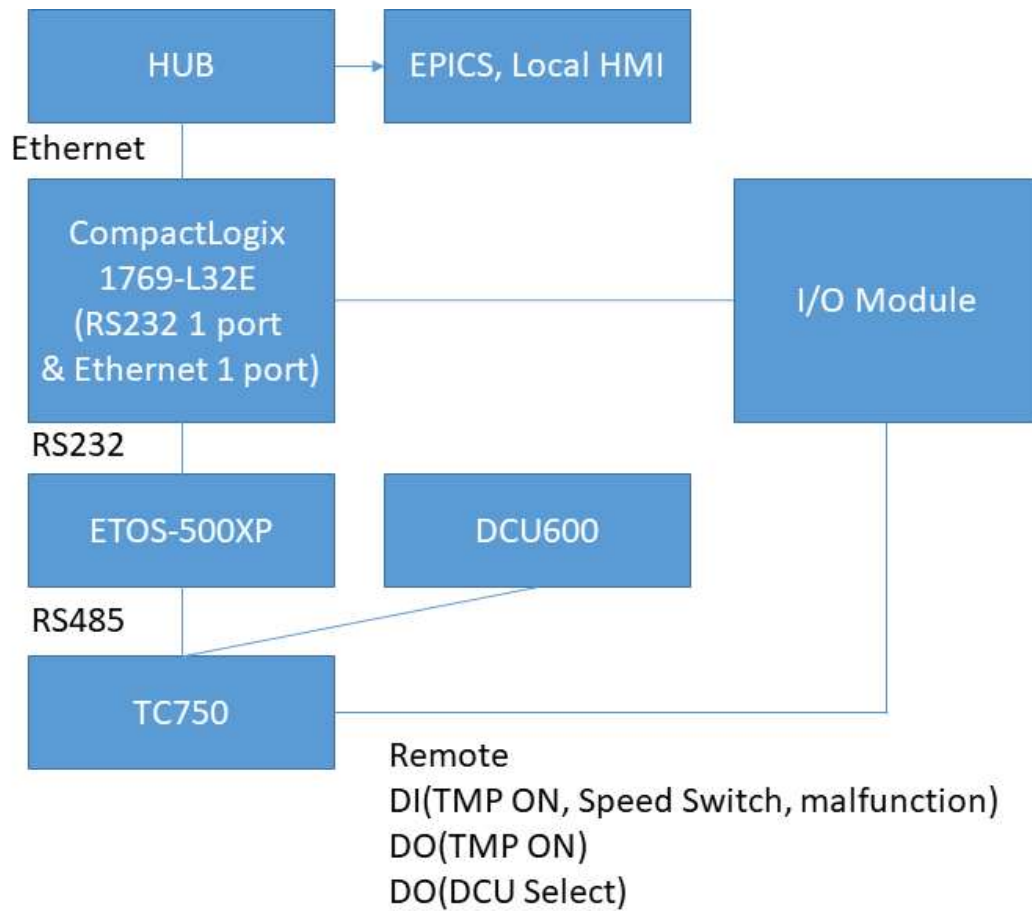 HUB
EPICS, Local HMI
Ethernet
CompactLogix
1769-L32E
(RS232 1 port
& Ethernet 1 port)
I/O Module
RS232
ETOS-500XP
DCU600
RS485
TC750
Remote
DI(TMP ON, Speed Switch, malfunction)
DO(TMP ON)
DO(DCU Select)